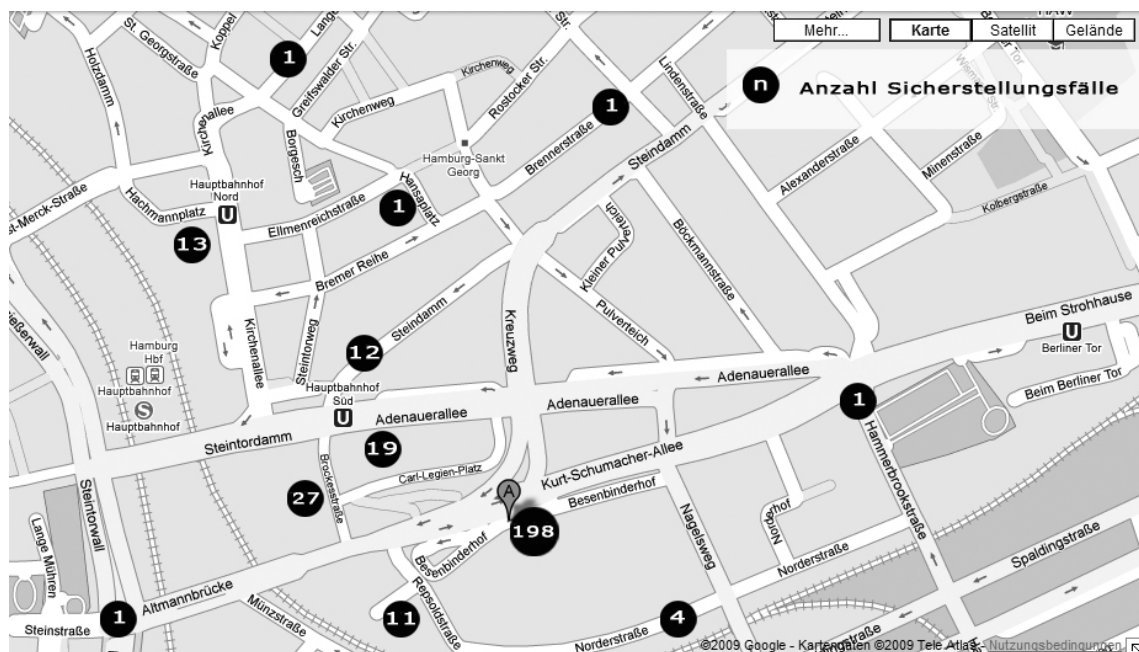 Mehr...
Karte
Satellit
Gelände
n Anzahl Sicherstellungsfälle
Koppel
Lange
St. Georgstraße
Holzdamm
1
Greifswalder Str.
Str.
Kirchenweg
Kirchenweg
Rostocker Str.
Lindenstraße
Kirchenallee
Borgesch
1
Brennerstraße
Steindamm
Hamburg-Sankt
Georg
Alexanderstraße
Minenstraße
Kolbergstraße
Hauptbahnhof
Nord
U
Hachmannplatz
Hansaplatz
1
Ellmenreichstraße
13
Bremer Reihe
Kleiner Pulverteich
Böckmannstraße
Pulverteich
Kreuzweg
Steindamm
Steintorweg
Kirchenallee
12
Hamburg
Hbf
Hauptbahnhof
S
Hauptbahnhof
Hauptbahnhof
Süd
U
Beim Strohhause
U
Berliner Tor
Beim Berliner Tor
Adenauerallee
Adenauerallee
Adenauerallee
Steintordamm
1
19
Kurt-Schumacher-Allee
Hammerbrookstraße
Carl-Legien-Platz
Brockesstraße
27
A
198
Besenbinderhof
Besenbinderhof
Nagelsweg
Norderstraße
Spaldingstraße
Steintorwall
Lange Mühren
Altmannbrücke
Münzstraße
Repsoldstraße
11
4
1
Steinstraße
Norderstraße
©2009 Google - Kartendaten ©2009 Tele Atlas - Nutzungsbedingungen